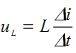 u_L = L Δi/Δt